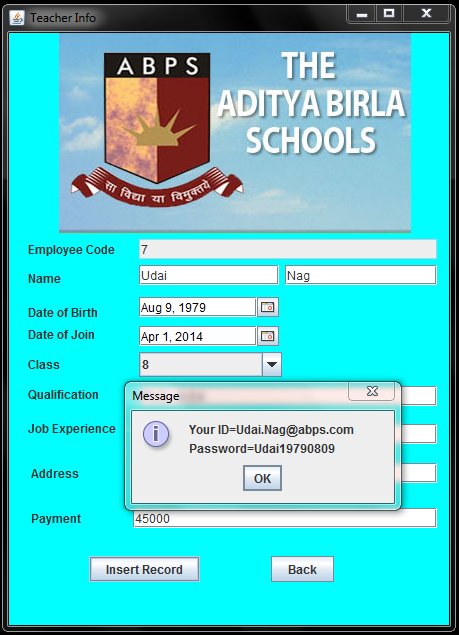 Teacher Info
ABPS
THE
ADITYA BIRLA
SCHOOLS
सा विद्या या विमुक्तये
Employee Code 7
Name Udai Nag
Date of Birth Aug 9, 1979
Date of Join Apr 1, 2014
Class 8
Qualification
Message
Job Experience
Your ID=Udai.Nag@abps.com
Password=Udai19790809
OK
Address
Payment 45000
Insert Record Back